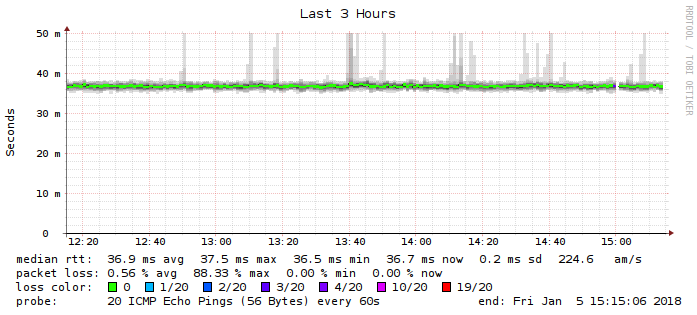 Last 3 Hours
RRDTOOL / TOBI OETIKER
Seconds
50 m
40 m
30 m
20 m
10 m
0
12:20 12:40 13:00 13:20 13:40 14:00 14:20 14:40 15:00
median rtt: 36.9 ms avg 37.5 ms max 36.5 ms min 36.7 ms now 0.2 ms sd 224.6 am/s
packet loss: 0.56 % avg 88.33 % max 0.00 % min 0.00 % now
loss color: 0 1/20 2/20 3/20 4/20 10/20 19/20
probe: 20 ICMP Echo Pings (56 Bytes) every 60s end: Fri Jan 5 15:15:06 2018